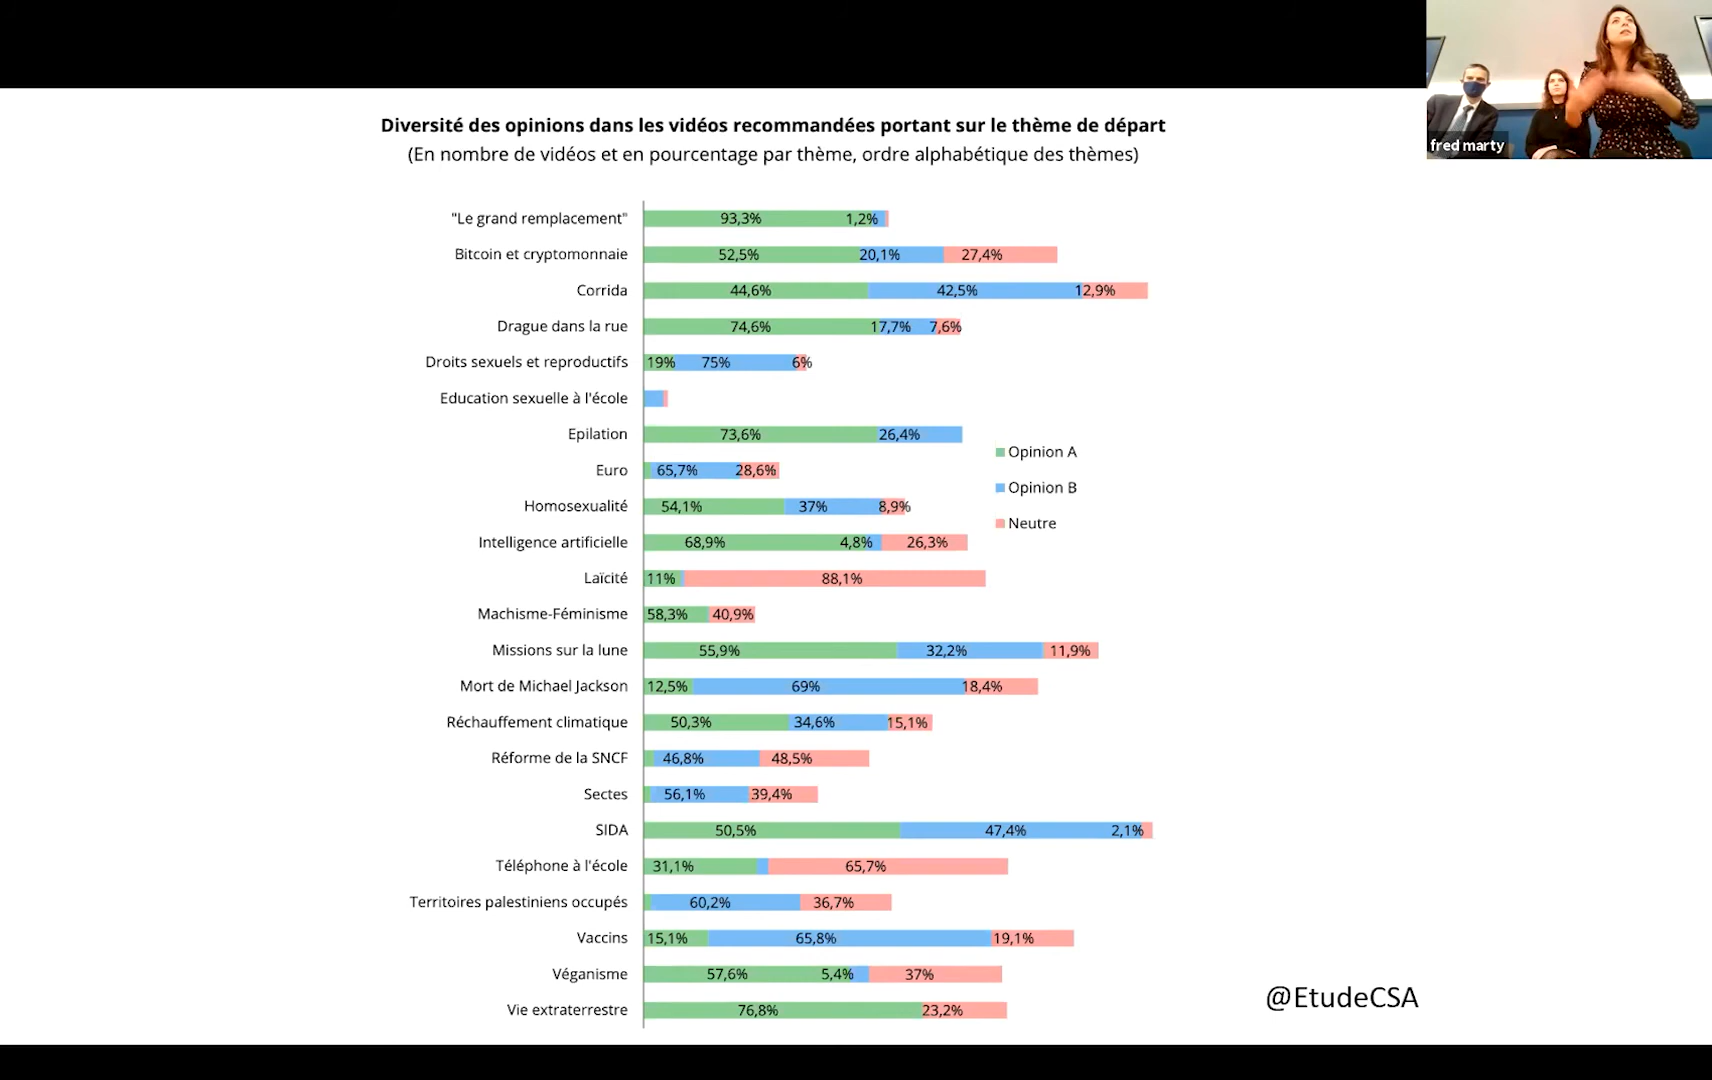 fred marty
Diversité des opinions dans les vidéos recommandées portant sur le thème de départ
(En nombre de vidéos et en pourcentage par thème, ordre alphabétique des thèmes)
"Le grand remplacement" 93,3% 1,2%
Bitcoin et cryptomonnaie 52,5% 20,1% 27,4%
Corrida 44,6% 42,5% 12,9%
Drague dans la rue 74,6% 17,7% 7,6%
Droits sexuels et reproductifs 19% 75% 6%
Education sexuelle à l'école
Epilation 73,6% 26,4%
Opinion A
Euro 65,7% 28,6%
Opinion B
Homosexualité 54,1% 37% 8,9%
Neutre
Intelligence artificielle 68,9% 4,8% 26,3%
Laïcité 11% 88,1%
Machisme-Féminisme 58,3% 40,9%
Missions sur la lune 55,9% 32,2% 11,9%
Mort de Michael Jackson 12,5% 69% 18,4%
Réchauffement climatique 50,3% 34,6% 15,1%
Réforme de la SNCF 46,8% 48,5%
Sectes 56,1% 39,4%
SIDA 50,5% 47,4% 2,1%
Téléphone à l'école 31,1% 65,7%
Territoires palestiniens occupés 60,2% 36,7%
Vaccins 15,1% 65,8% 19,1%
Véganisme 57,6% 5,4% 37%
Vie extraterrestre 76,8% 23,2%
@EtudeCSA